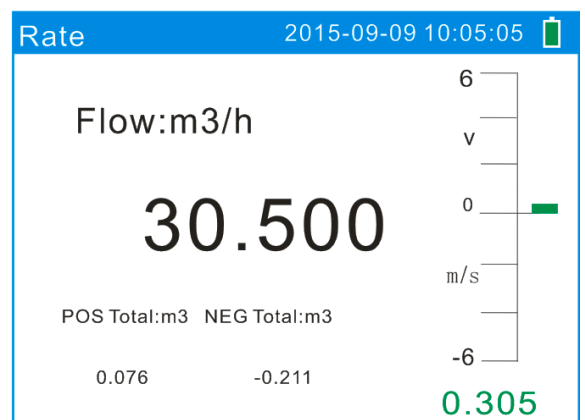 Rate 2015-09-09 10:05:05
6
Flow:m3/h
v
30.500
0
m/s
POS Total:m3 NEG Total:m3
-6
0.076 -0.211
0.305